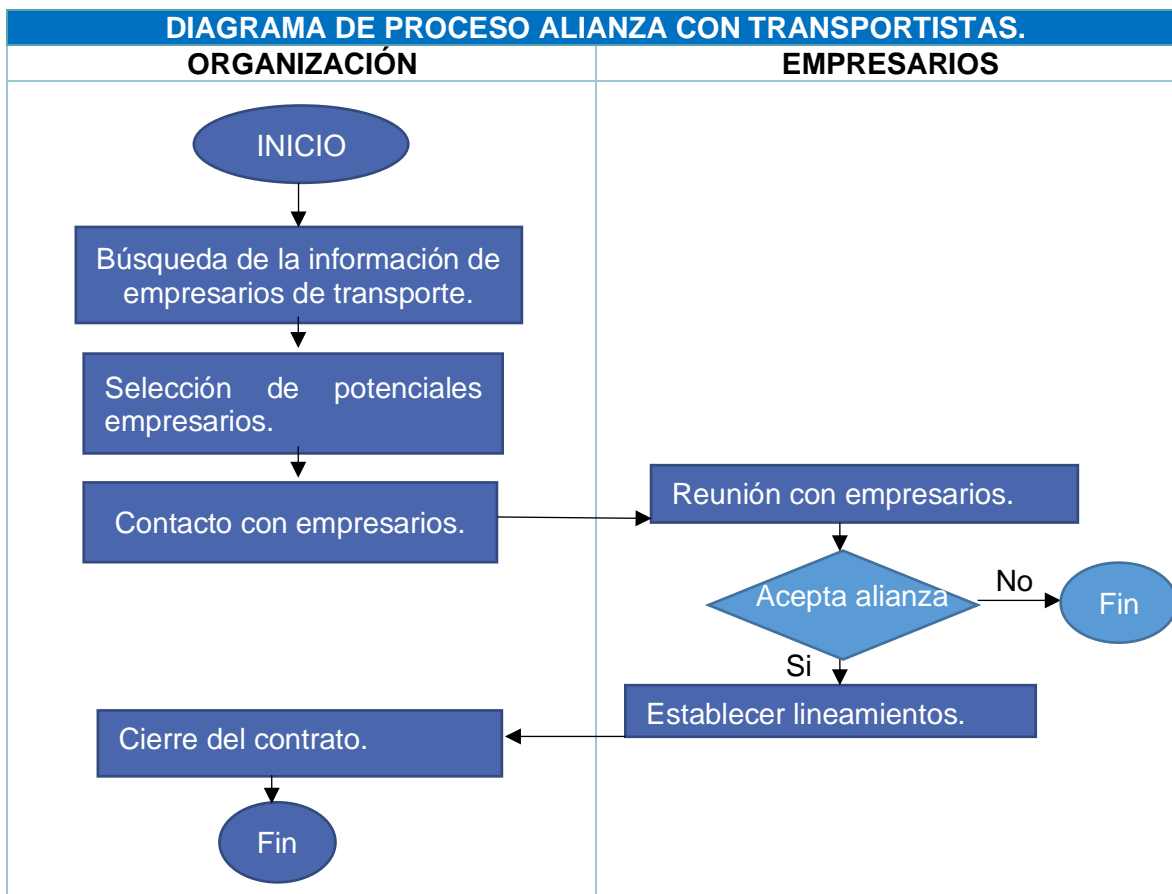 DIAGRAMA DE PROCESO ALIANZA CON TRANSPORTISTAS.
ORGANIZACIÓN
EMPRESARIOS
INICIO
Búsqueda de la información de
empresarios de transporte.
Selección de potenciales
empresarios.
Contacto con empresarios.
Reunión con empresarios.
Acepta alianza
No
Fin
Si
Establecer lineamientos.
Cierre del contrato.
Fin